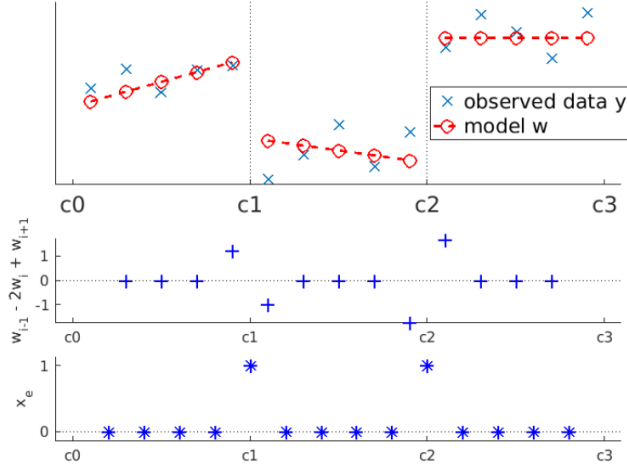 observed data y
model w
c0 c1 c2 c3
w_{i-1} - 2w_i + w_{i+1}
1
0
-1
c0 c1 c2 c3
x_e
1
0
c0 c1 c2 c3